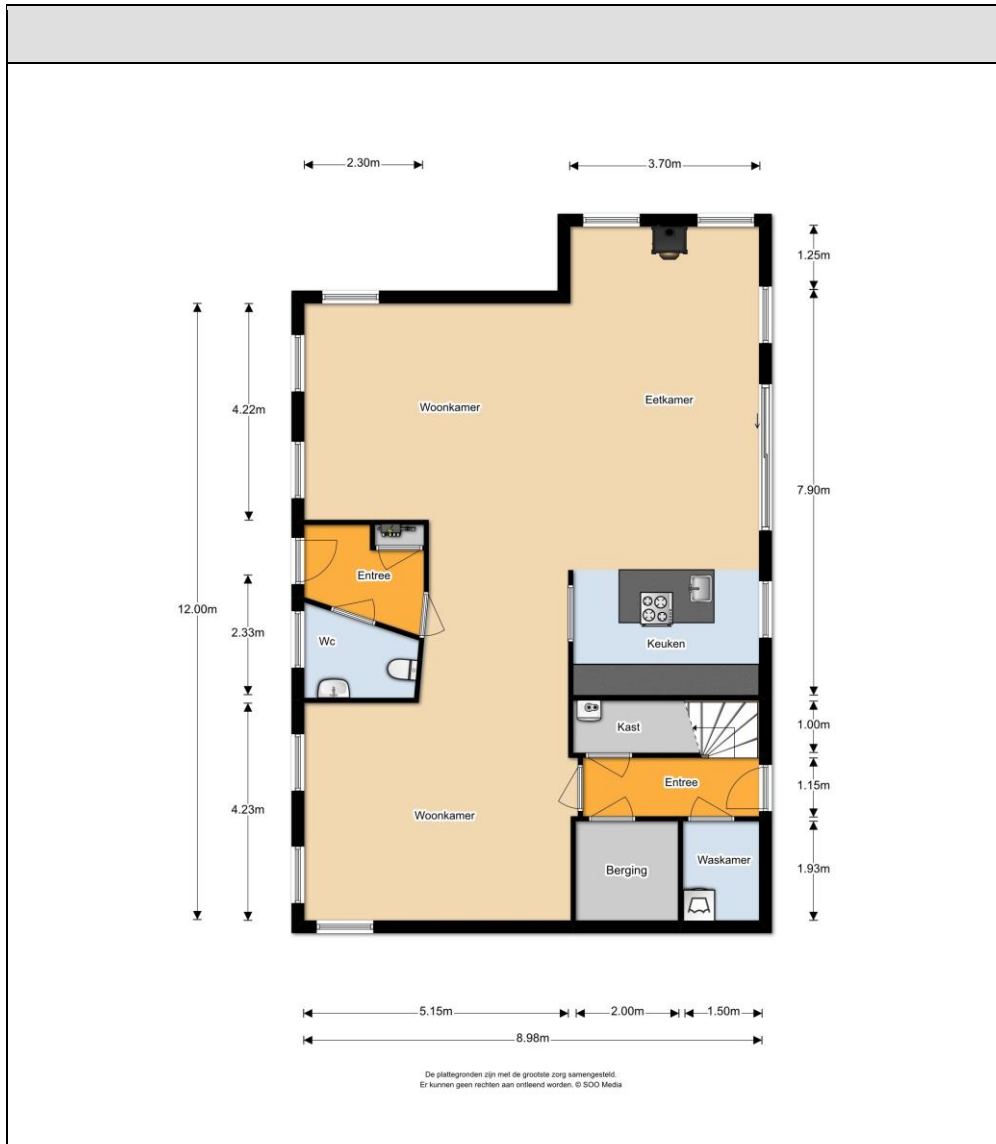 2.30m
3.70m
1.25m
Woonkamer
Eetkamer
4.22m
7.90m
Entree
12.00m
2.33m
Wc
Keuken
Kast
1.00m
Entree
1.15m
4.23m
Woonkamer
Waskamer
Berging
1.93m
5.15m
2.00m
1.50m
8.98m
De plattegronden zijn met de grootste zorg samengesteld.
Er kunnen geen rechten aan ontleend worden. © SOO Media